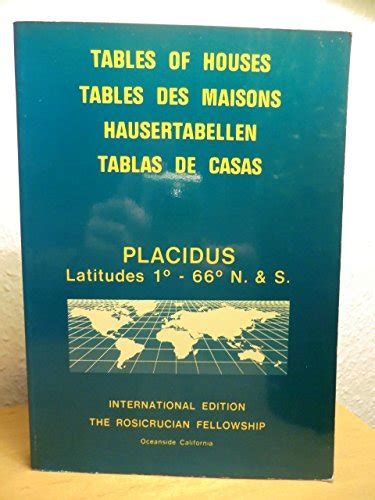 TABLES OF HOUSES
TABLES DES MAISONS
HAUSERTABELLEN
TABLAS DE CASAS
PLACIDUS
Latitudes 1° - 66° N. & S.
INTERNATIONAL EDITION
THE ROSICRUCIAN FELLOWSHIP
Oceanside California